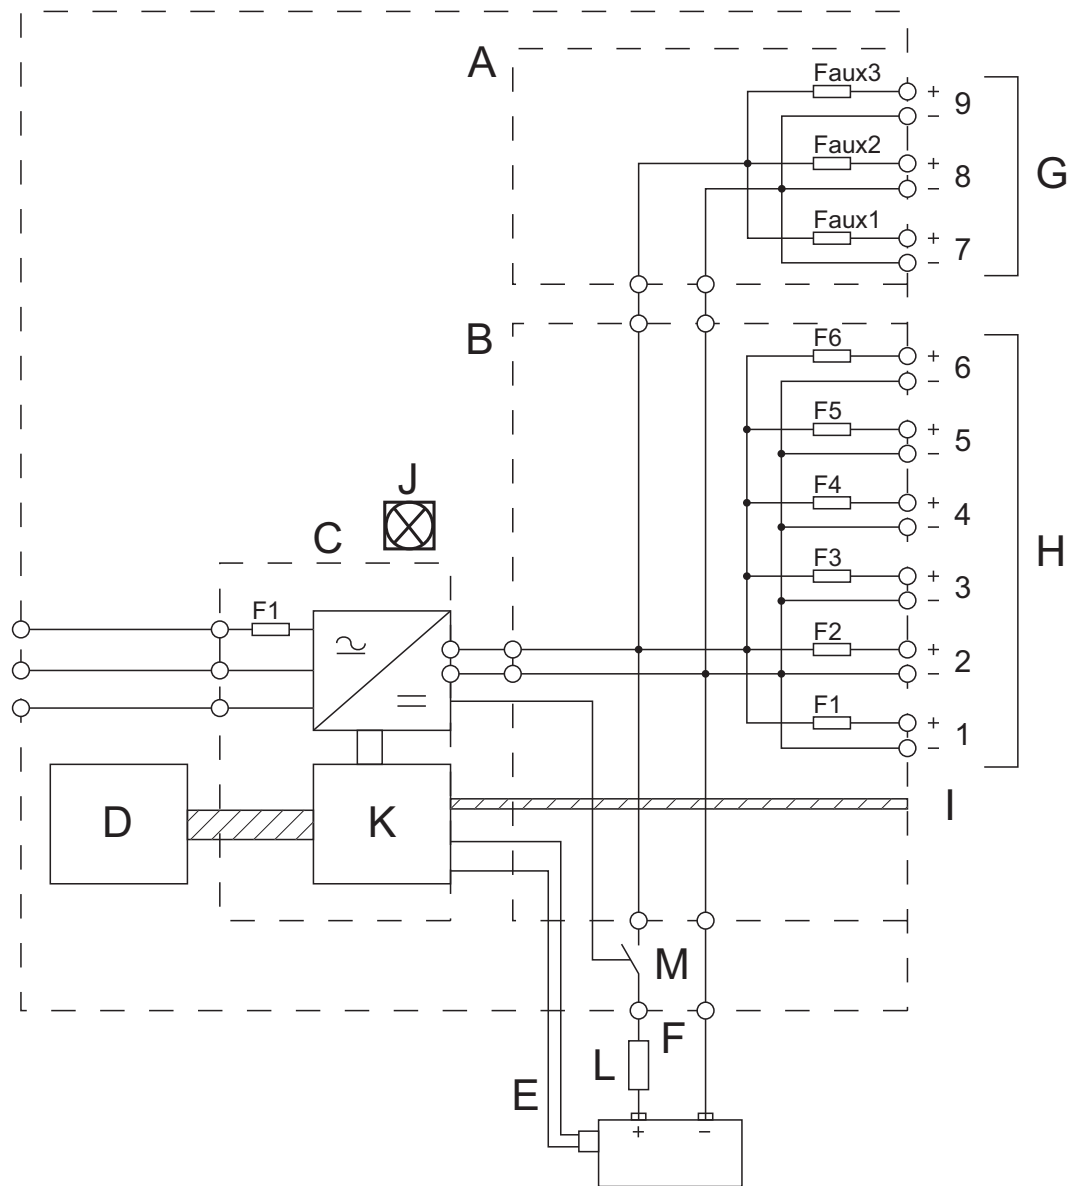 A
Faux3
+ 9
−
Faux2
+ 8
−
G
Faux1
+ 7
−
B
F6
+ 6
−
F5
+ 5
−
J
F4
+ 4
−
C
H
F3
+ 3
−
F1
F2
+ 2
−
F1
+ 1
−
I
D
K
M
F
L
E
+ −